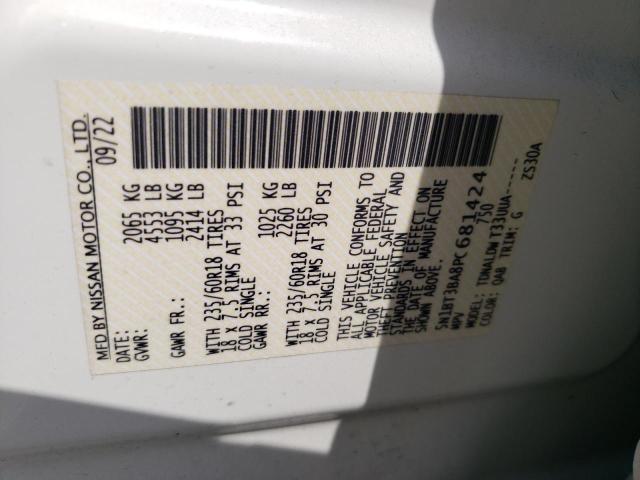 MFD BY NISSAN MOTOR CO., LTD.
DATE: 09/22
GVWR: 2065 KG
4553 LB
GAWR FR.: 1095 KG
2414 LB
WITH 235/60R18 TIRES
18 X 7.5 RIMS AT 33 PSI
COLD SINGLE
GAWR RR.: 1025 KG
2260 LB
WITH 235/60R18 TIRES
18 X 7.5 RIMS AT 30 PSI
COLD SINGLE
THIS VEHICLE CONFORMS TO
ALL APPLICABLE FEDERAL
MOTOR VEHICLE SAFETY AND
THEFT PREVENTION
STANDARDS IN EFFECT ON
THE DATE OF MANUFACTURE
SHOWN ABOVE.
5N1BT3BA8PC681424
MPV 750
MODEL: TDNALDW T33UUA------
COLOR: QAB TRIM: G ZS30A